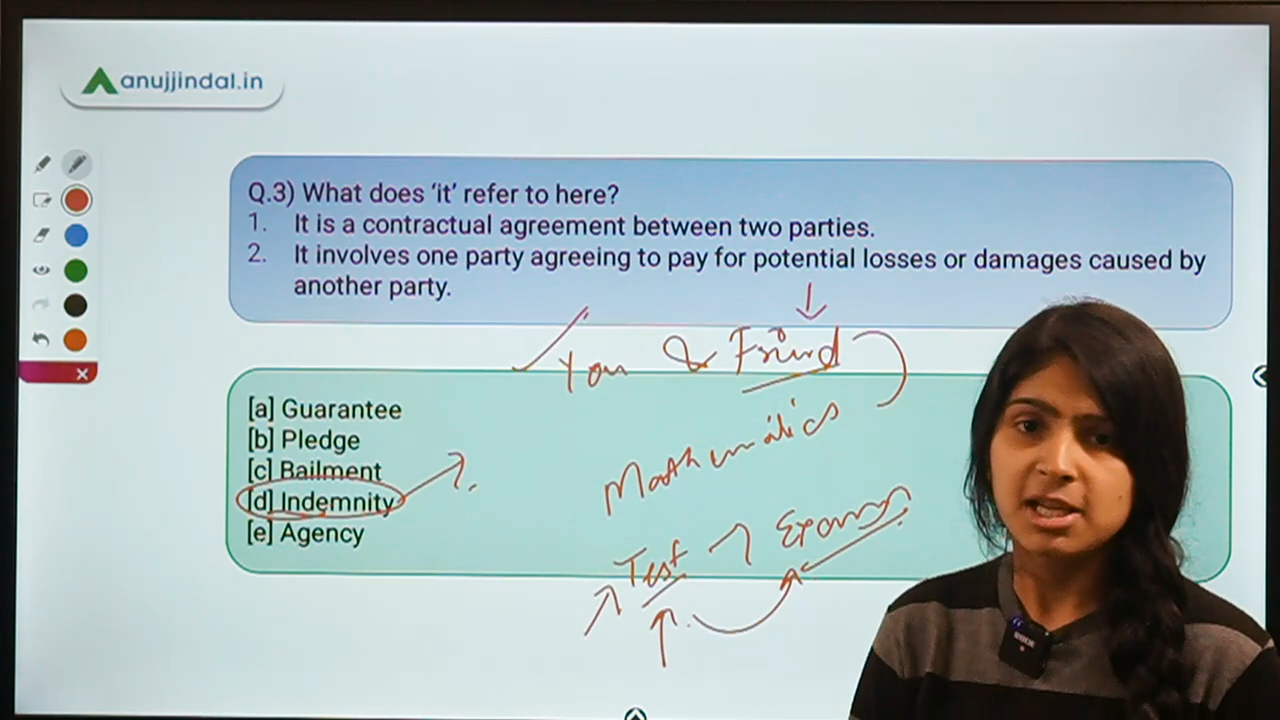 anujjindal.in
Q.3) What does ‘it’ refer to here?
1. It is a contractual agreement between two parties.
2. It involves one party agreeing to pay for potential losses or damages caused by
another party.
You & Friend
Mathematics
[a] Guarantee
[b] Pledge
[c] Bailment
[d] Indemnity
[e] Agency
Test Exams